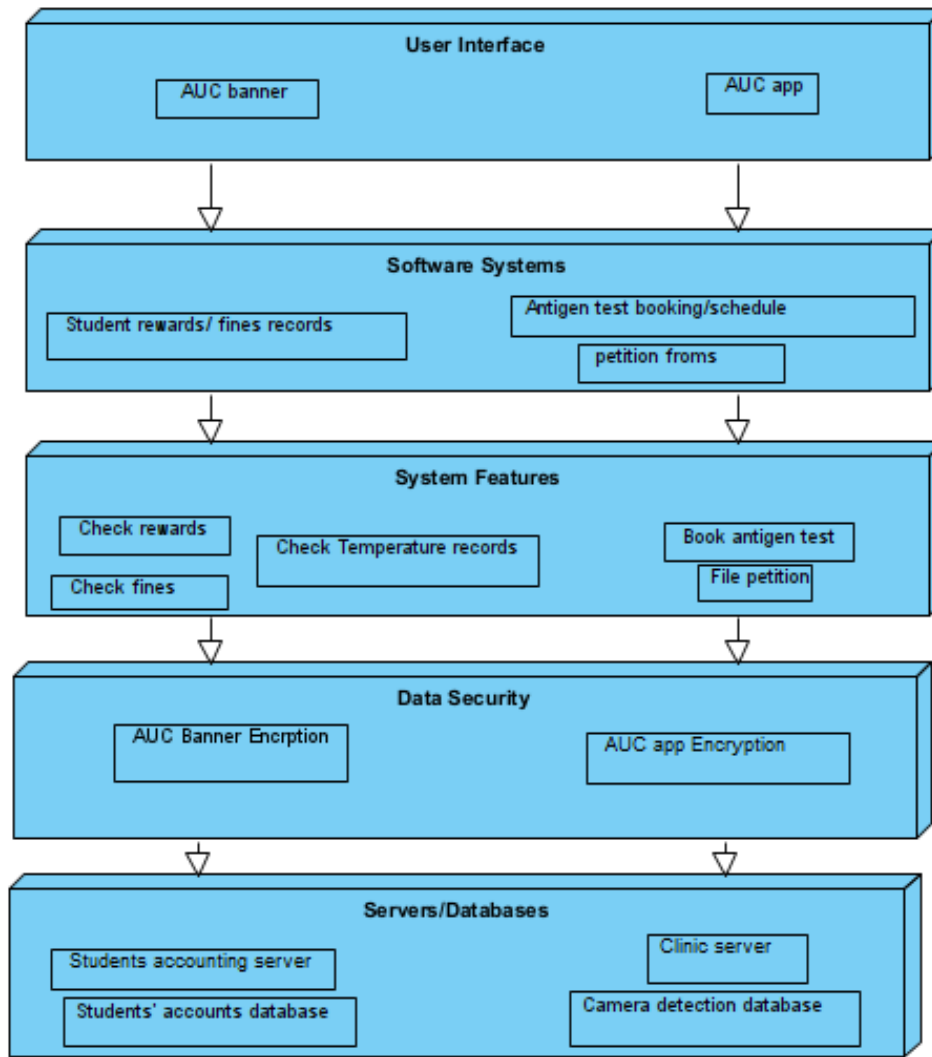 User Interface
AUC banner
AUC app
Software Systems
Student rewards/ fines records
Antigen test booking/schedule
petition froms
System Features
Check rewards
Check Temperature records
Book antigen test
Check fines
File petition
Data Security
AUC Banner Encrption
AUC app Encryption
Servers/Databases
Students accounting server
Clinic server
Students' accounts database
Camera detection database